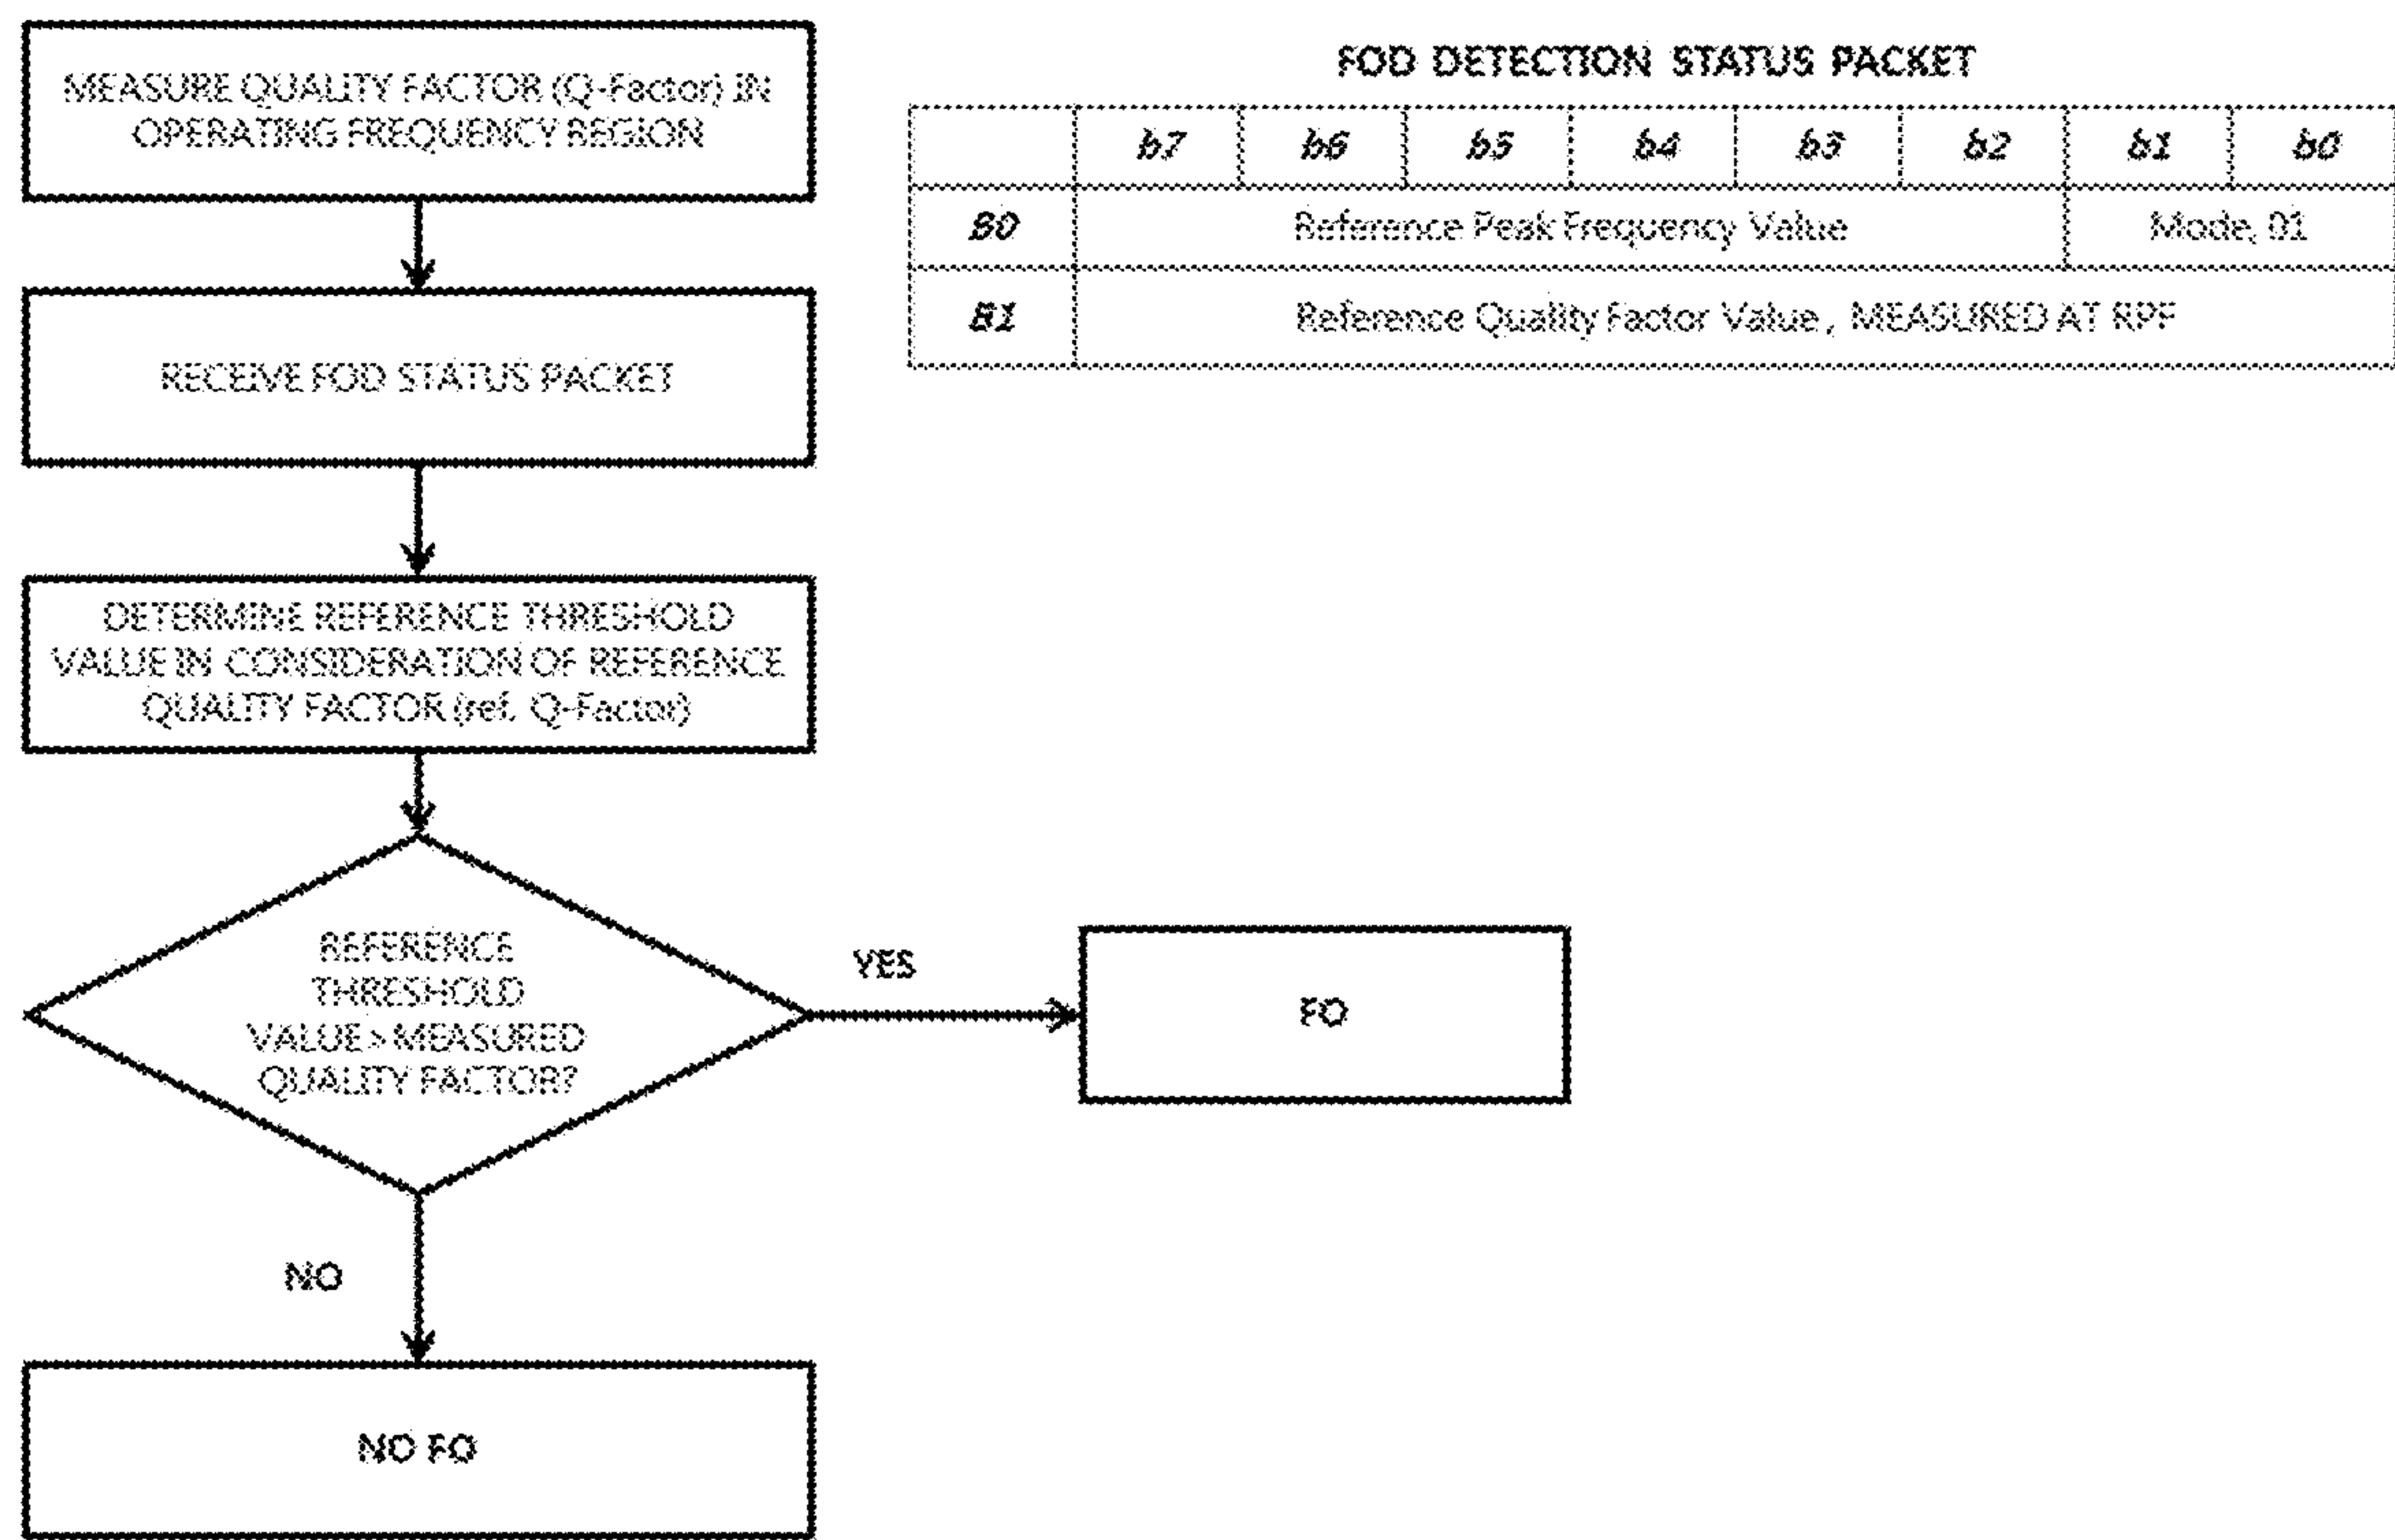 MEASURE QUALITY FACTOR (Q-Factor) IN
OPERATING FREQUENCY REGION
RECEIVE FOD STATUS PACKET
DETERMINE REFERENCE THRESHOLD
VALUE IN CONSIDERATION OF REFERENCE
QUALITY FACTOR (ref. Q-Factor)
REFERENCE
THRESHOLD
VALUE > MEASURED
QUALITY FACTOR?
YES
FO
NO
NO FO
FOD DETECTION STATUS PACKET
b7 b6 b5 b4 b3 b2 b1 b0
B0 Reference Peak Frequency Value Mode, 01
B1 Reference Quality Factor Value , MEASURED AT RPF